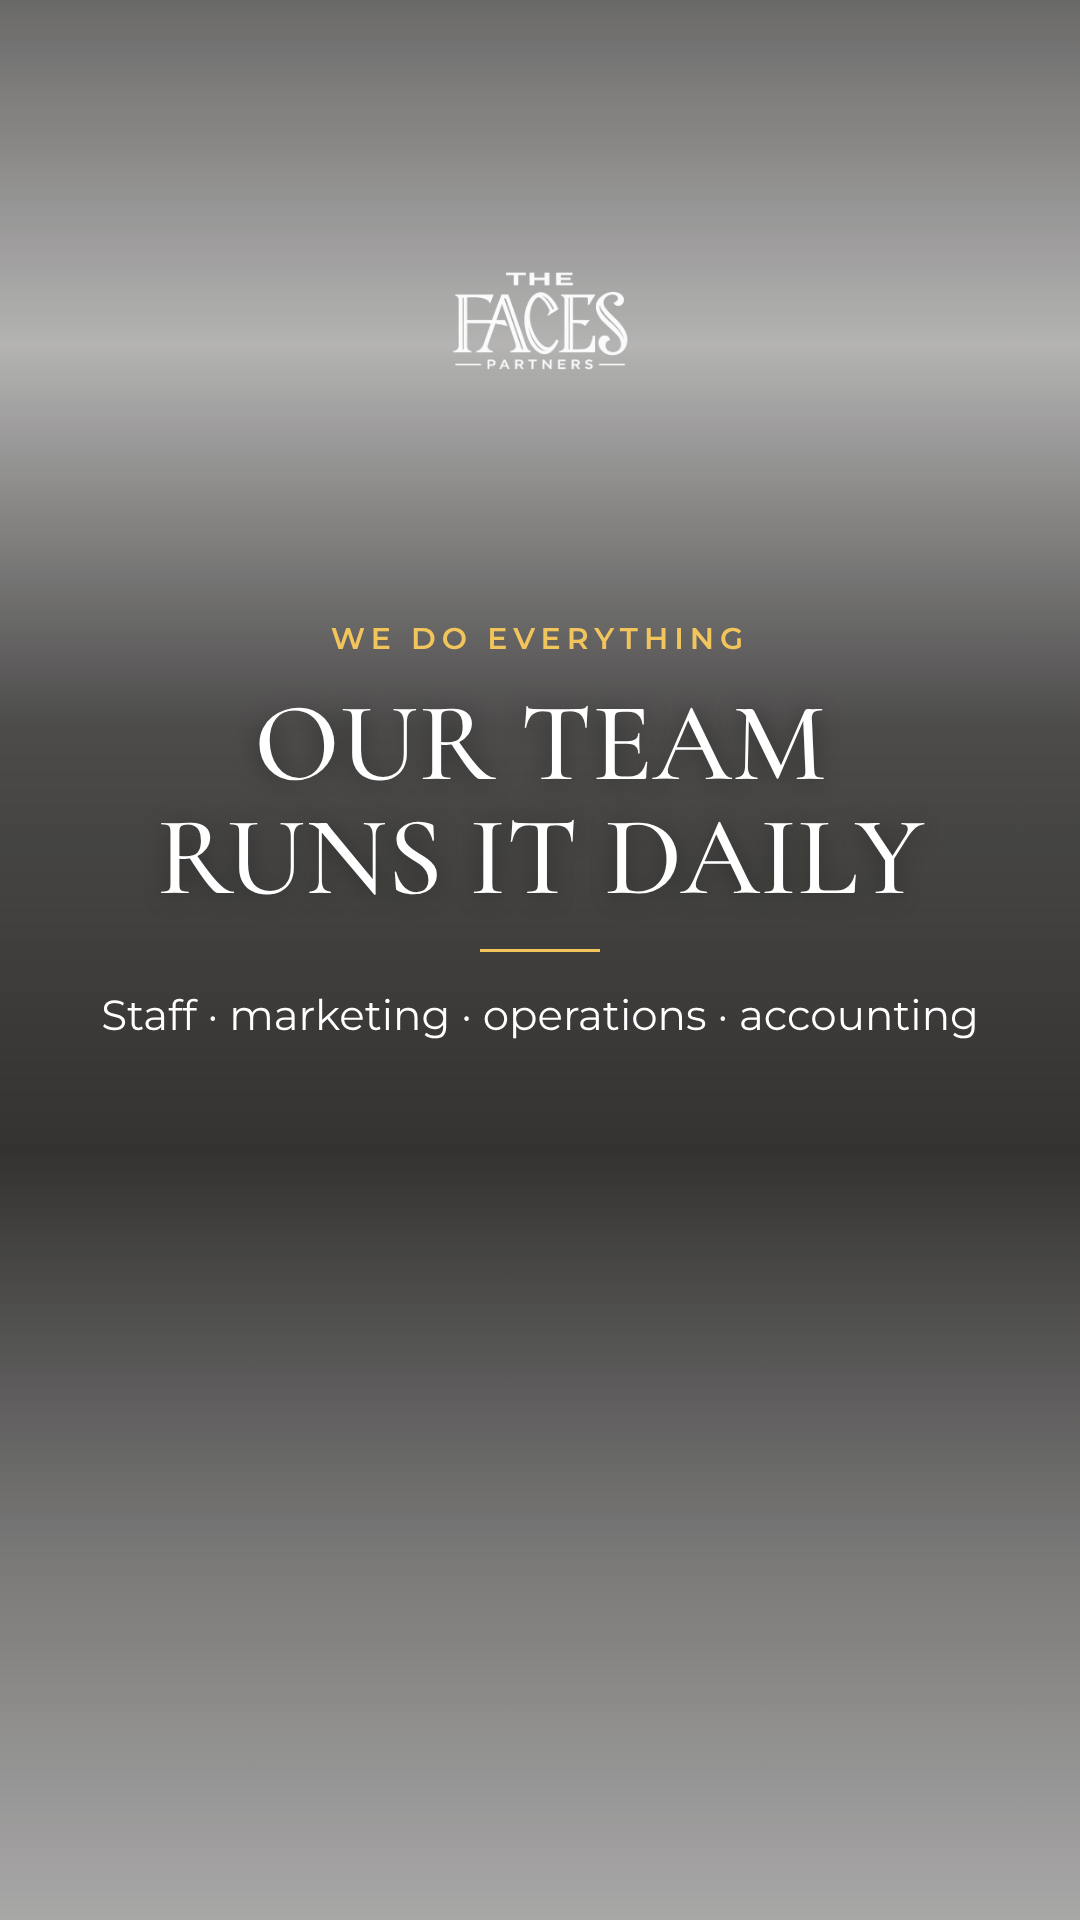 THE
FACES
PARTNERS
WE DO EVERYTHING
OUR TEAM
RUNS IT DAILY
Staff · marketing · operations · accounting